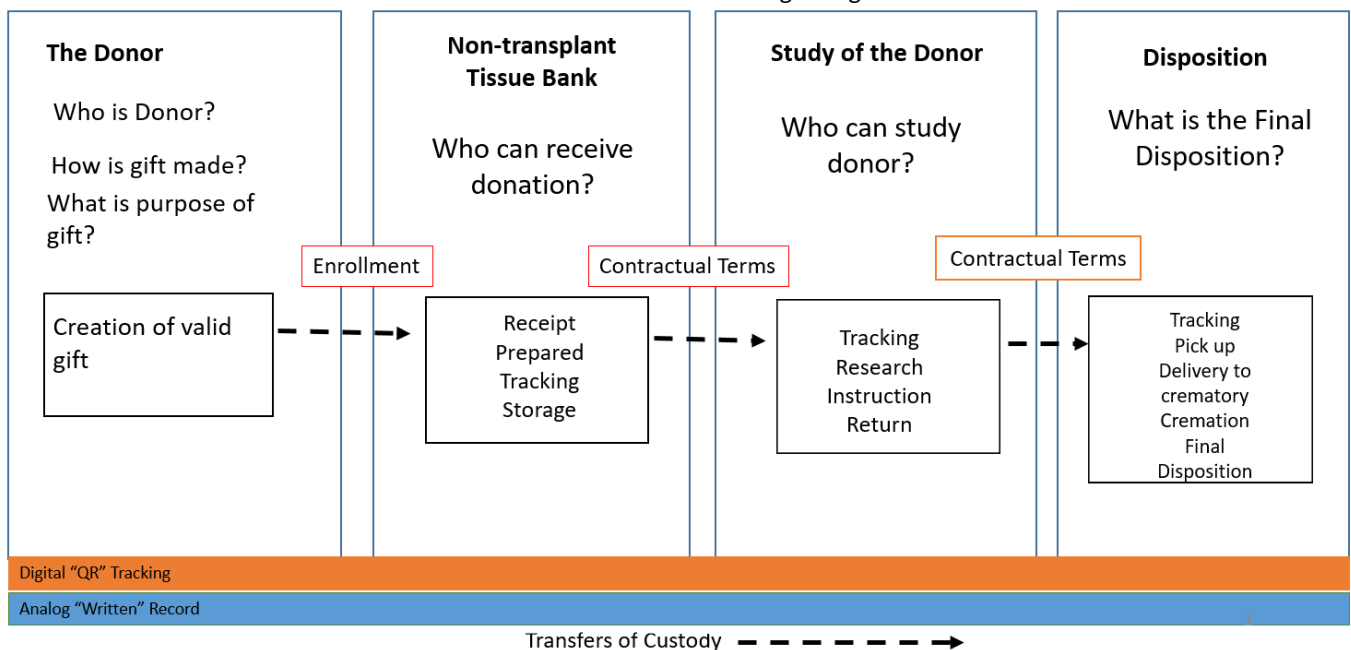 The Donor
Who is Donor?
How is gift made?
What is purpose of
gift?
Enrollment
Creation of valid
gift
Non-transplant
Tissue Bank
Who can receive
donation?
Contractual Terms
Receipt
Prepared
Tracking
Storage
Study of the Donor
Who can study
donor?
Contractual Terms
Tracking
Research
Instruction
Return
Disposition
What is the Final
Disposition?
Tracking
Pick up
Delivery to
crematory
Cremation
Final
Disposition
Digital “QR” Tracking
Analog “Written” Record
1
Transfers of Custody